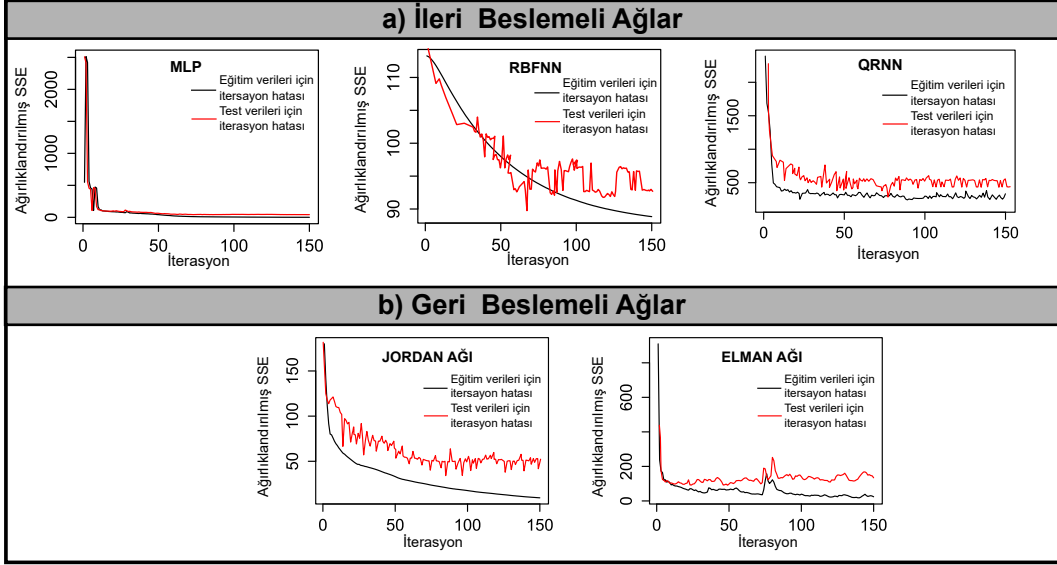 a) İleri Beslemeli Ağlar
MLP
Eğitim verileri için
itersayon hatası
Test verileri için
iterasyon hatası
Ağırlıklandırılmış SSE
0
1000
2000
0
50
100
150
İterasyon
RBFNN
Eğitim verileri için
itersayon hatası
Test verileri için
iterasyon hatası
Ağırlıklandırılmış SSE
90
100
110
0
50
100
150
İterasyon
QRNN
Eğitim verileri için
itersayon hatası
Test verileri için
iterasyon hatası
Ağırlıklandırılmış SSE
500
1500
0
50
100
150
İterasyon
b) Geri Beslemeli Ağlar
JORDAN AĞI
Eğitim verileri için
itersayon hatası
Test verileri için
iterasyon hatası
Ağırlıklandırılmış SSE
50
100
150
0
50
100
150
İterasyon
ELMAN AĞI
Eğitim verileri için
itersayon hatası
Test verileri için
iterasyon hatası
Ağırlıklandırılmış SSE
0
200
400
600
0
50
100
150
İterasyon